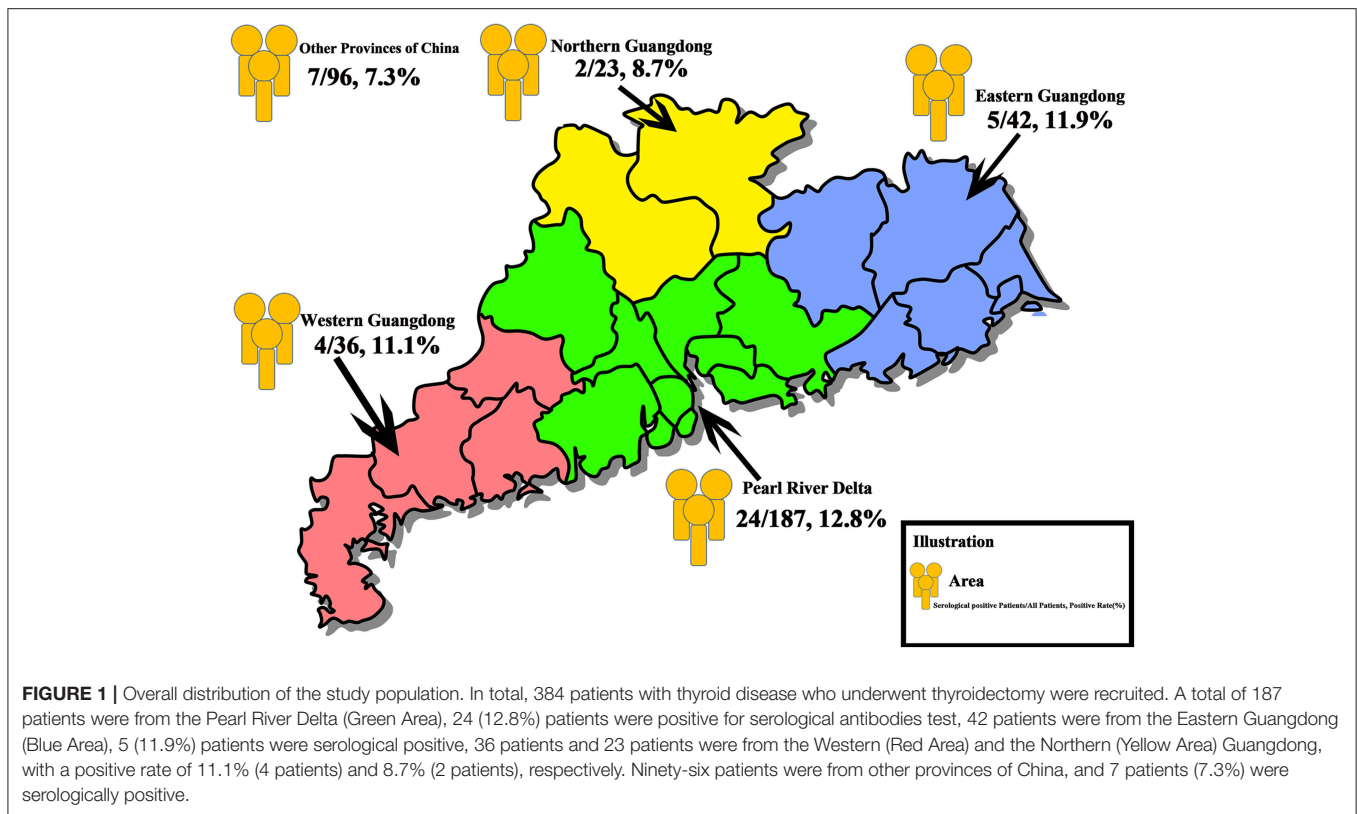 Other Provinces of China
7/96, 7.3%
Northern Guangdong
2/23, 8.7%
Eastern Guangdong
5/42, 11.9%
Western Guangdong
4/36, 11.1%
Pearl River Delta
24/187, 12.8%
Illustration
Area
Serological positive Patients/All Patients, Positive Rate(%)
FIGURE 1 | Overall distribution of the study population. In total, 384 patients with thyroid disease who underwent thyroidectomy were recruited. A total of 187
patients were from the Pearl River Delta (Green Area), 24 (12.8%) patients were positive for serological antibodies test, 42 patients were from the Eastern Guangdong
(Blue Area), 5 (11.9%) patients were serological positive, 36 patients and 23 patients were from the Western (Red Area) and the Northern (Yellow Area) Guangdong,
with a positive rate of 11.1% (4 patients) and 8.7% (2 patients), respectively. Ninety-six patients were from other provinces of China, and 7 patients (7.3%) were
serologically positive.